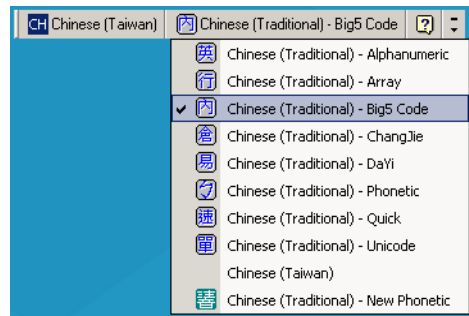 CH Chinese (Taiwan) 內 Chinese (Traditional) - Big5 Code ?
英 Chinese (Traditional) - Alphanumeric
行 Chinese (Traditional) - Array
內 Chinese (Traditional) - Big5 Code
倉 Chinese (Traditional) - ChangJie
易 Chinese (Traditional) - DaYi
ㄅ Chinese (Traditional) - Phonetic
速 Chinese (Traditional) - Quick
單 Chinese (Traditional) - Unicode
Chinese (Taiwan)
Chinese (Traditional) - New Phonetic